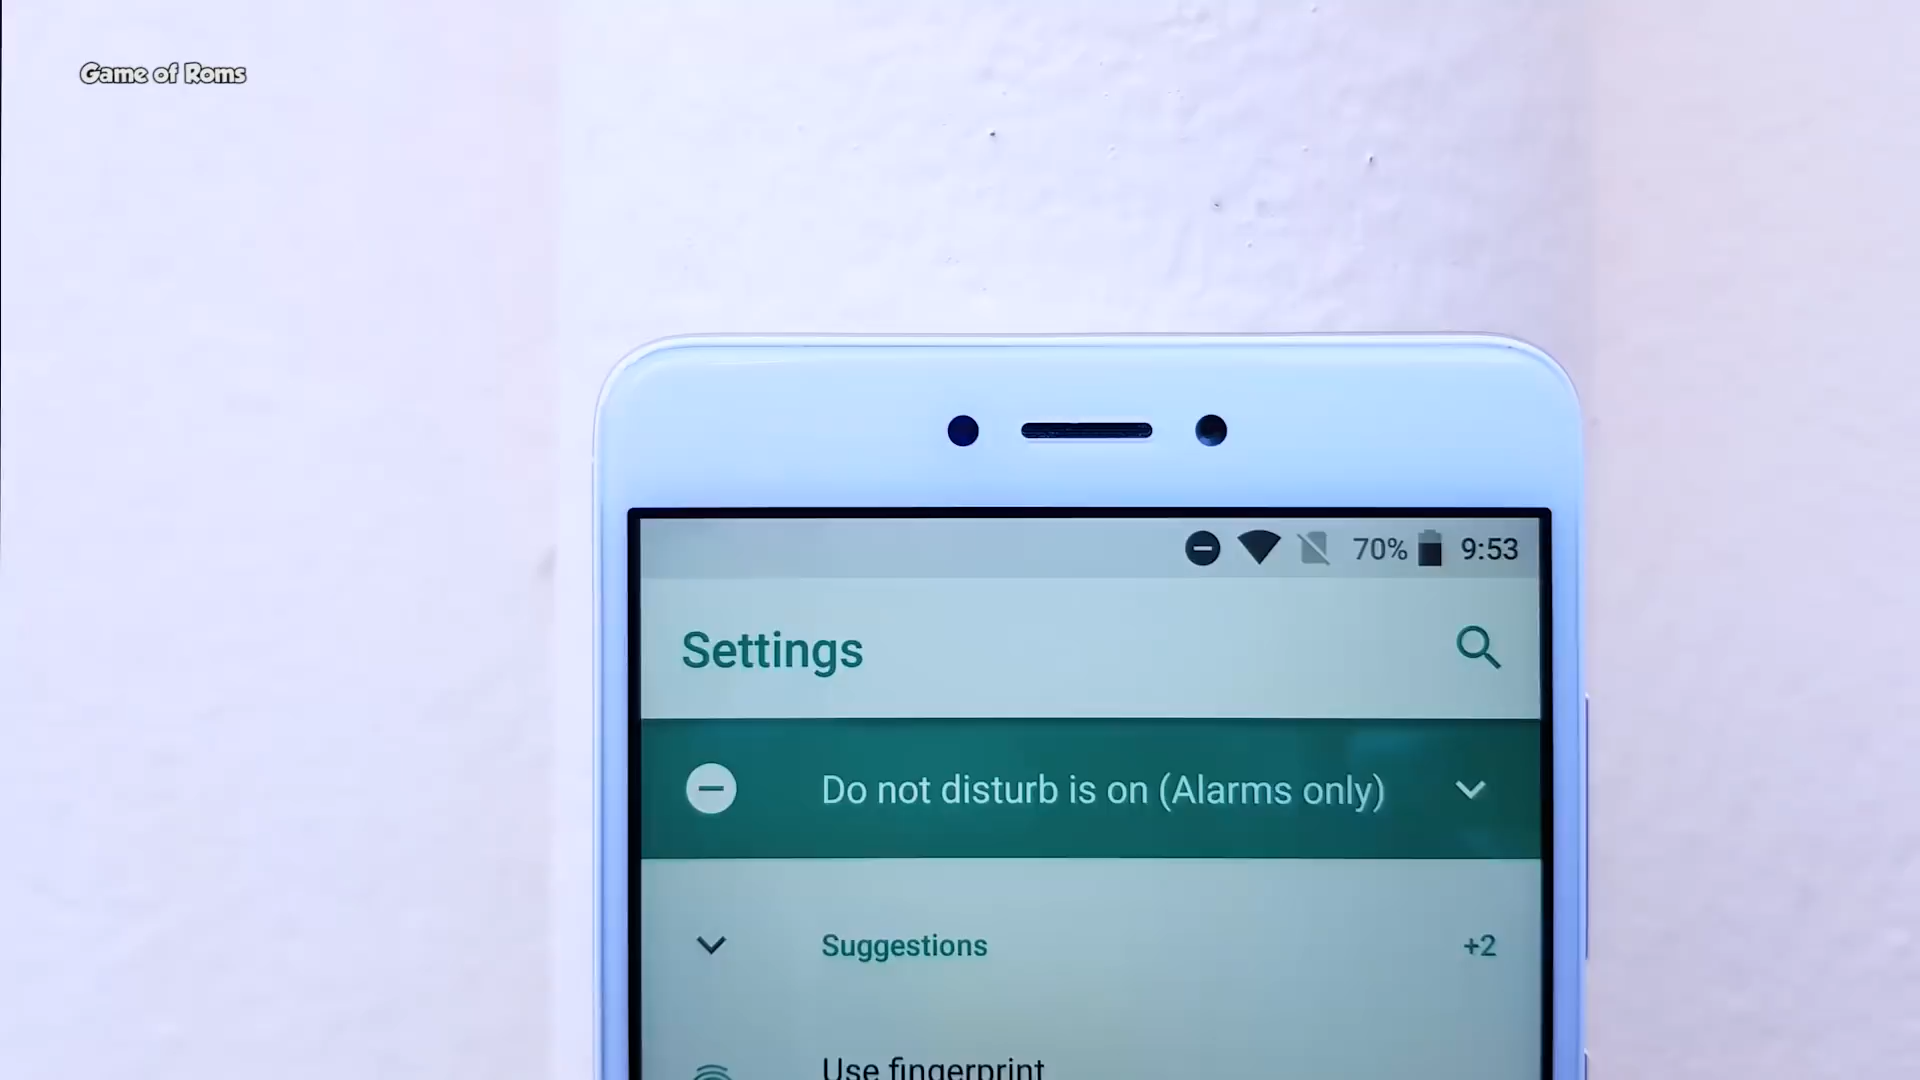 Game of Roms
70% 9:53
Settings
Do not disturb is on (Alarms only)
Suggestions +2
Use fingerprint